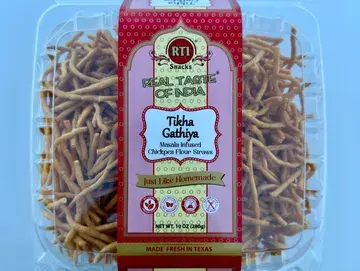 RTI
Snacks
REAL TASTE®
OF INDIA
Tikha
Gathiya
Masala Infused
Chickpea Flour Straws
Just Like Homemade
NET WT. 10 OZ (280g)
MADE FRESH IN TEXAS